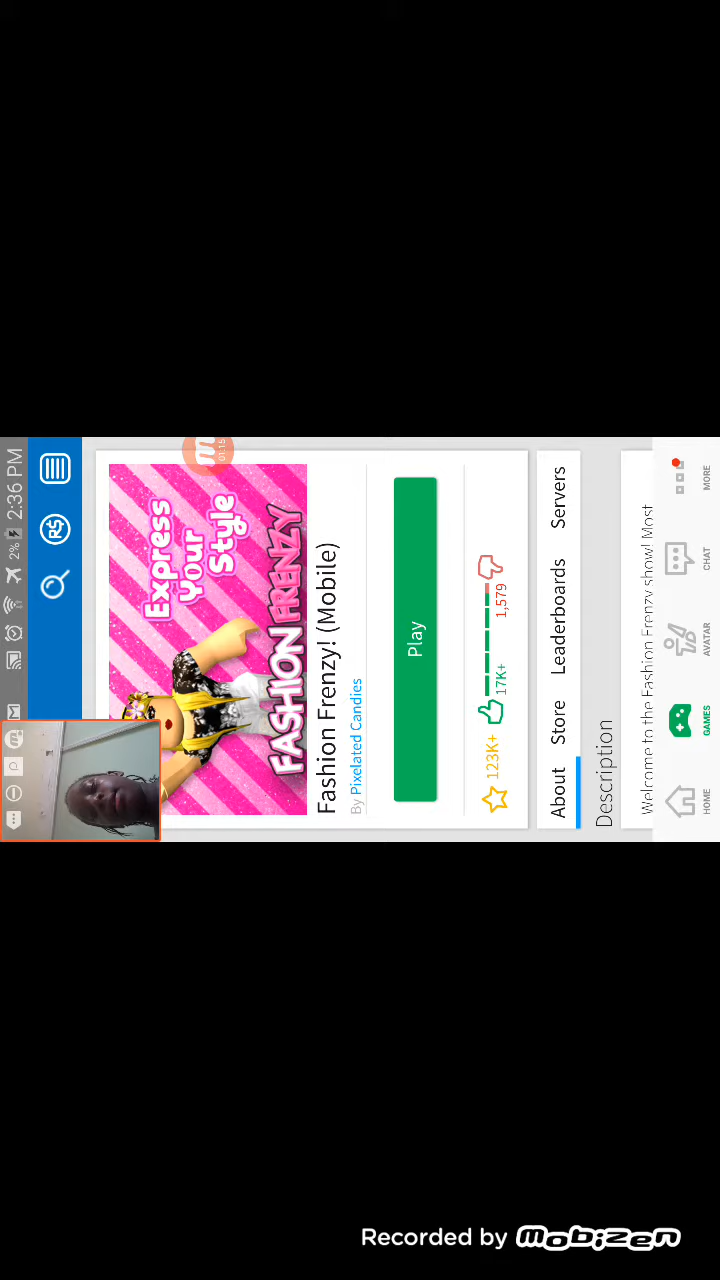 2% 2:36 PM
R$
01:15
Express
Your
Style
FASHION FRENZY
Fashion Frenzy! (Mobile)
By Pixelated Candies
Play
123K+ 17K+ 1,579
About Store Leaderboards Servers
Description
Welcome to the Fashion Frenzy show! Most
HOME GAMES AVATAR CHAT MORE
Recorded by mobizen